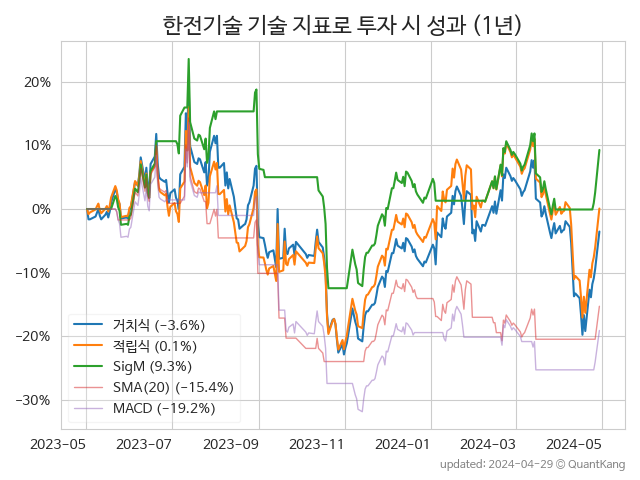 한전기술 기술 지표로 투자 시 성과 (1년)
20%
10%
0%
−10%
−20%
−30%
거치식 (−3.6%)
적립식 (0.1%)
SigM (9.3%)
SMA(20) (−15.4%)
MACD (−19.2%)
2023-05 2023-07 2023-09 2023-11 2024-01 2024-03 2024-05
updated: 2024-04-29 © QuantKang